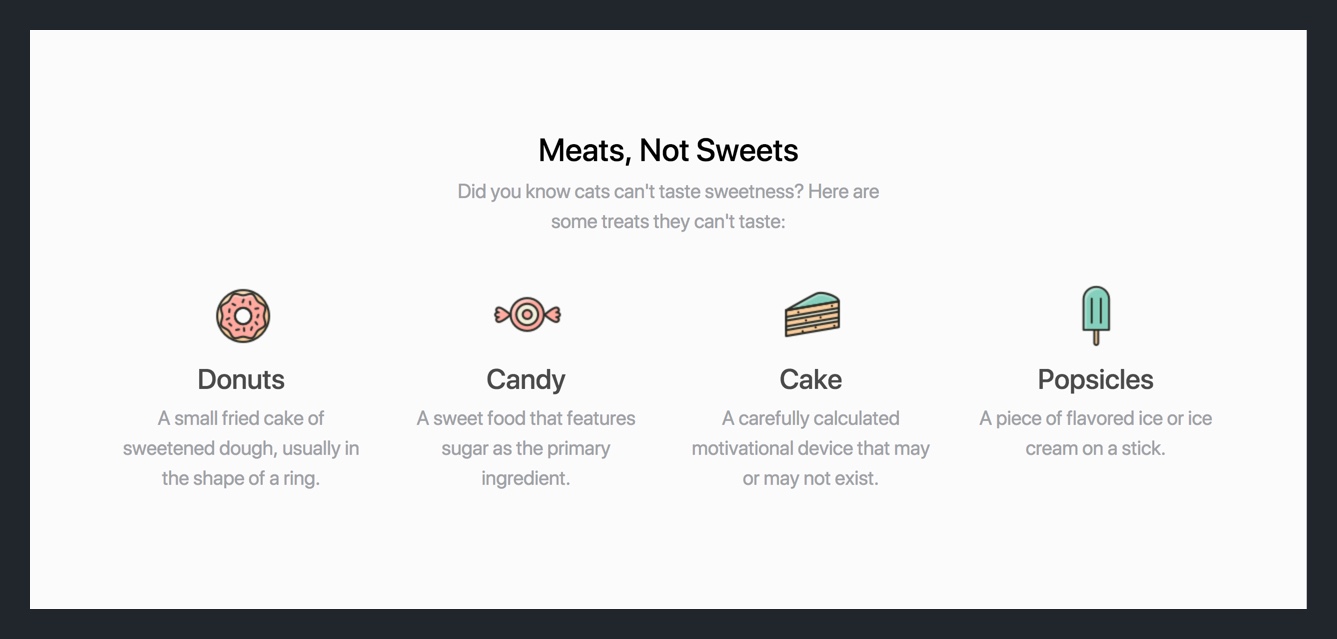 Meats, Not Sweets
Did you know cats can't taste sweetness? Here are
some treats they can't taste:
Donuts
A small fried cake of
sweetened dough, usually in
the shape of a ring.
Candy
A sweet food that features
sugar as the primary
ingredient.
Cake
A carefully calculated
motivational device that may
or may not exist.
Popsicles
A piece of flavored ice or ice
cream on a stick.